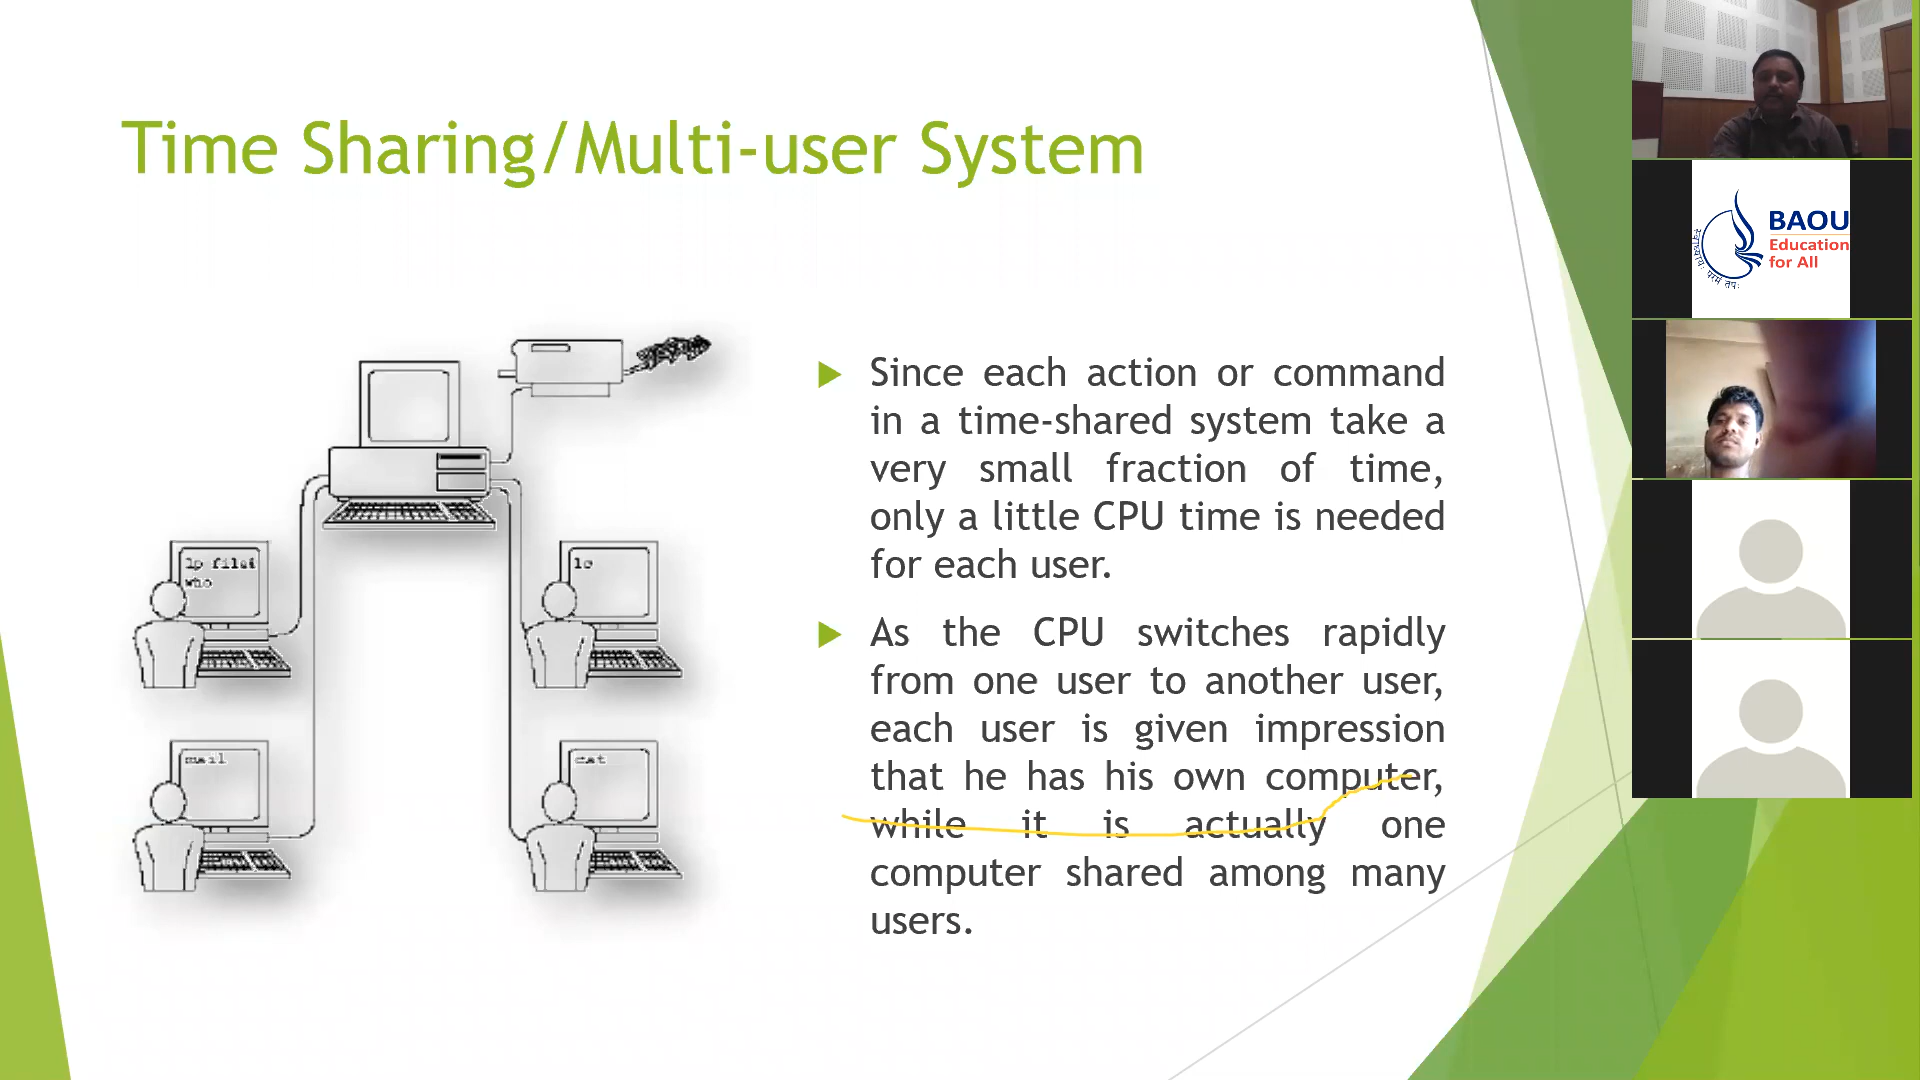 Time Sharing/Multi-user System
Since each action or command
in a time-shared system take a
very small fraction of time,
only a little CPU time is needed
for each user.
As the CPU switches rapidly
from one user to another user,
each user is given impression
that he has his own computer,
while it is actually one
computer shared among many
users.
lp file1
who
mail
cat
BAOU
Education
for All